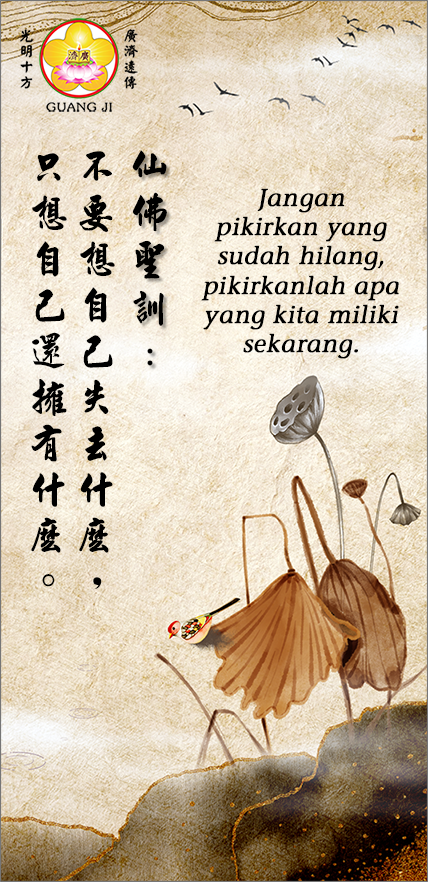 廣濟遠傳
廣濟
光明十方
GUANG JI
仙佛聖訓：
不要想自己失去什麼，
只想自己還擁有什麼。
Jangan
pikirkan yang
sudah hilang,
pikirkanlah apa
yang kita miliki
sekarang.